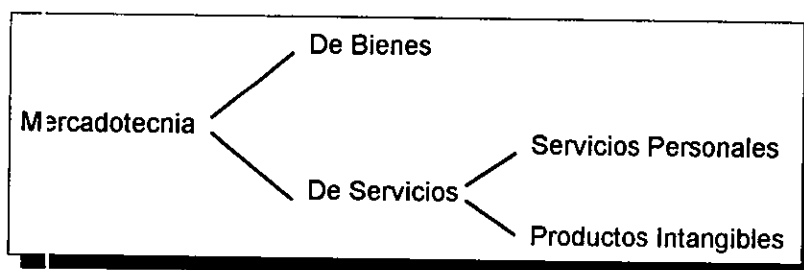 De Bienes
Mercadotecnia
Servicios Personales
De Servicios
Productos Intangibles